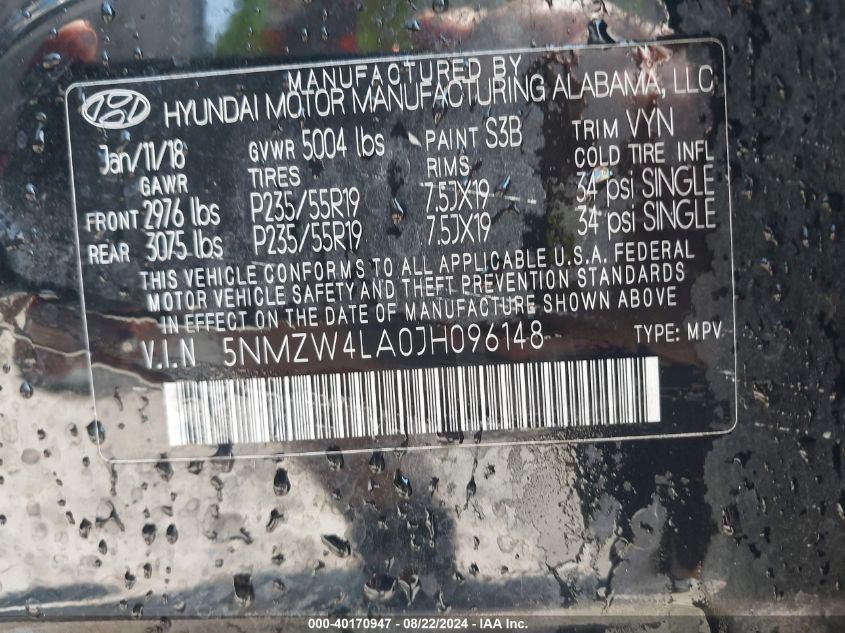 MANUFACTURED BY
HYUNDAI MOTOR MANUFACTURING ALABAMA, LLC
Jan/11/18 GVWR 5004 lbs PAINT S3B TRIM VYN
GAWR TIRES RIMS COLD TIRE INFL
FRONT 2976 lbs P235/55R19 7.5JX19 34 psi SINGLE
REAR 3075 lbs P235/55R19 7.5JX19 34 psi SINGLE
THIS VEHICLE CONFORMS TO ALL APPLICABLE U.S.A. FEDERAL
MOTOR VEHICLE SAFETY AND THEFT PREVENTION STANDARDS
IN EFFECT ON THE DATE OF MANUFACTURE SHOWN ABOVE
V.I.N 5NMZW4LA0JH096148 TYPE: MPV
000-40170947 - 08/22/2024 - IAA Inc.